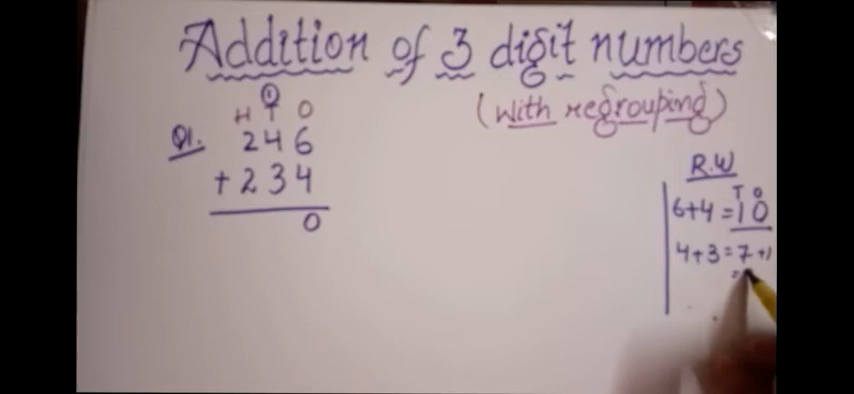 Addition of 3 digit numbers
(With regrouping)
1
H T O
Q1. 246
+ 234
0
R.W
T O
6+4 = 10
4+3 = 7 +1
=